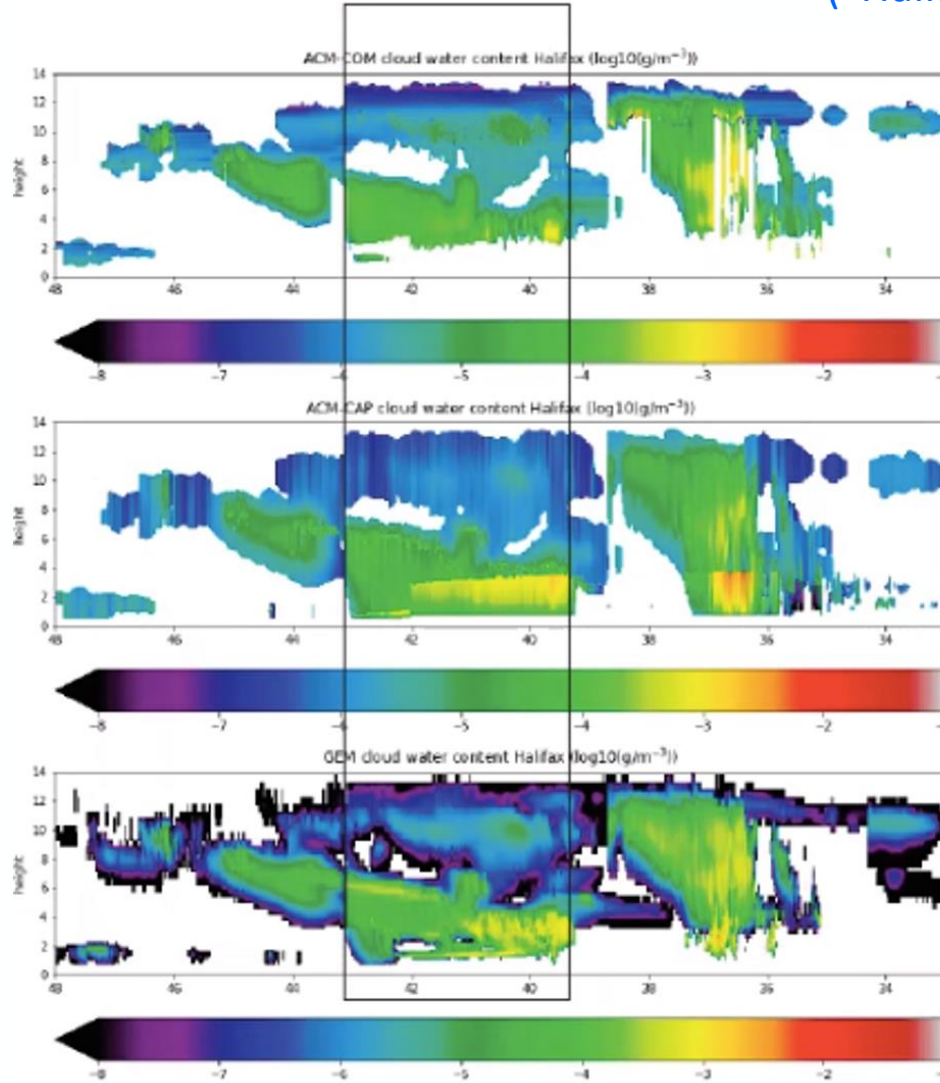 ACM-COM cloud water content Halifax (log10(g/m⁻³))
14
12
10
8
6
4
2
0
height
48 46 44 42 40 38 36 34
−8 −7 −6 −5 −4 −3 −2
ACM-CAP cloud water content Halifax (log10(g/m⁻³))
14
12
10
8
6
4
2
0
height
48 46 44 42 40 38 36 34
−8 −7 −6 −5 −4 −3 −2
GEM cloud water content Halifax (log10(g/m⁻³))
14
12
10
8
6
4
2
0
height
48 46 44 42 40 38 36 34
−8 −7 −6 −5 −4 −3 −2